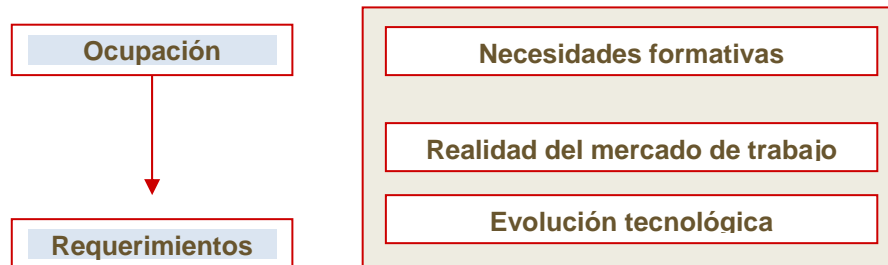 Ocupación
Necesidades formativas
Realidad del mercado de trabajo
Evolución tecnológica
Requerimientos